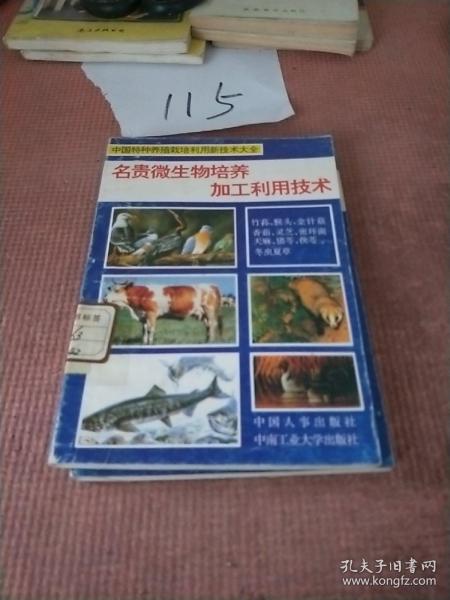 115
中国特种养殖栽培利用新技术大全
名贵微生物培养
加工利用技术
竹荪、猴头、金针菇
香菇、灵芝、密环菌
天麻、猪苓、茯苓、
冬虫夏草
中国人事出版社
中南工业大学出版社
孔夫子旧书网
www.kongfz.com